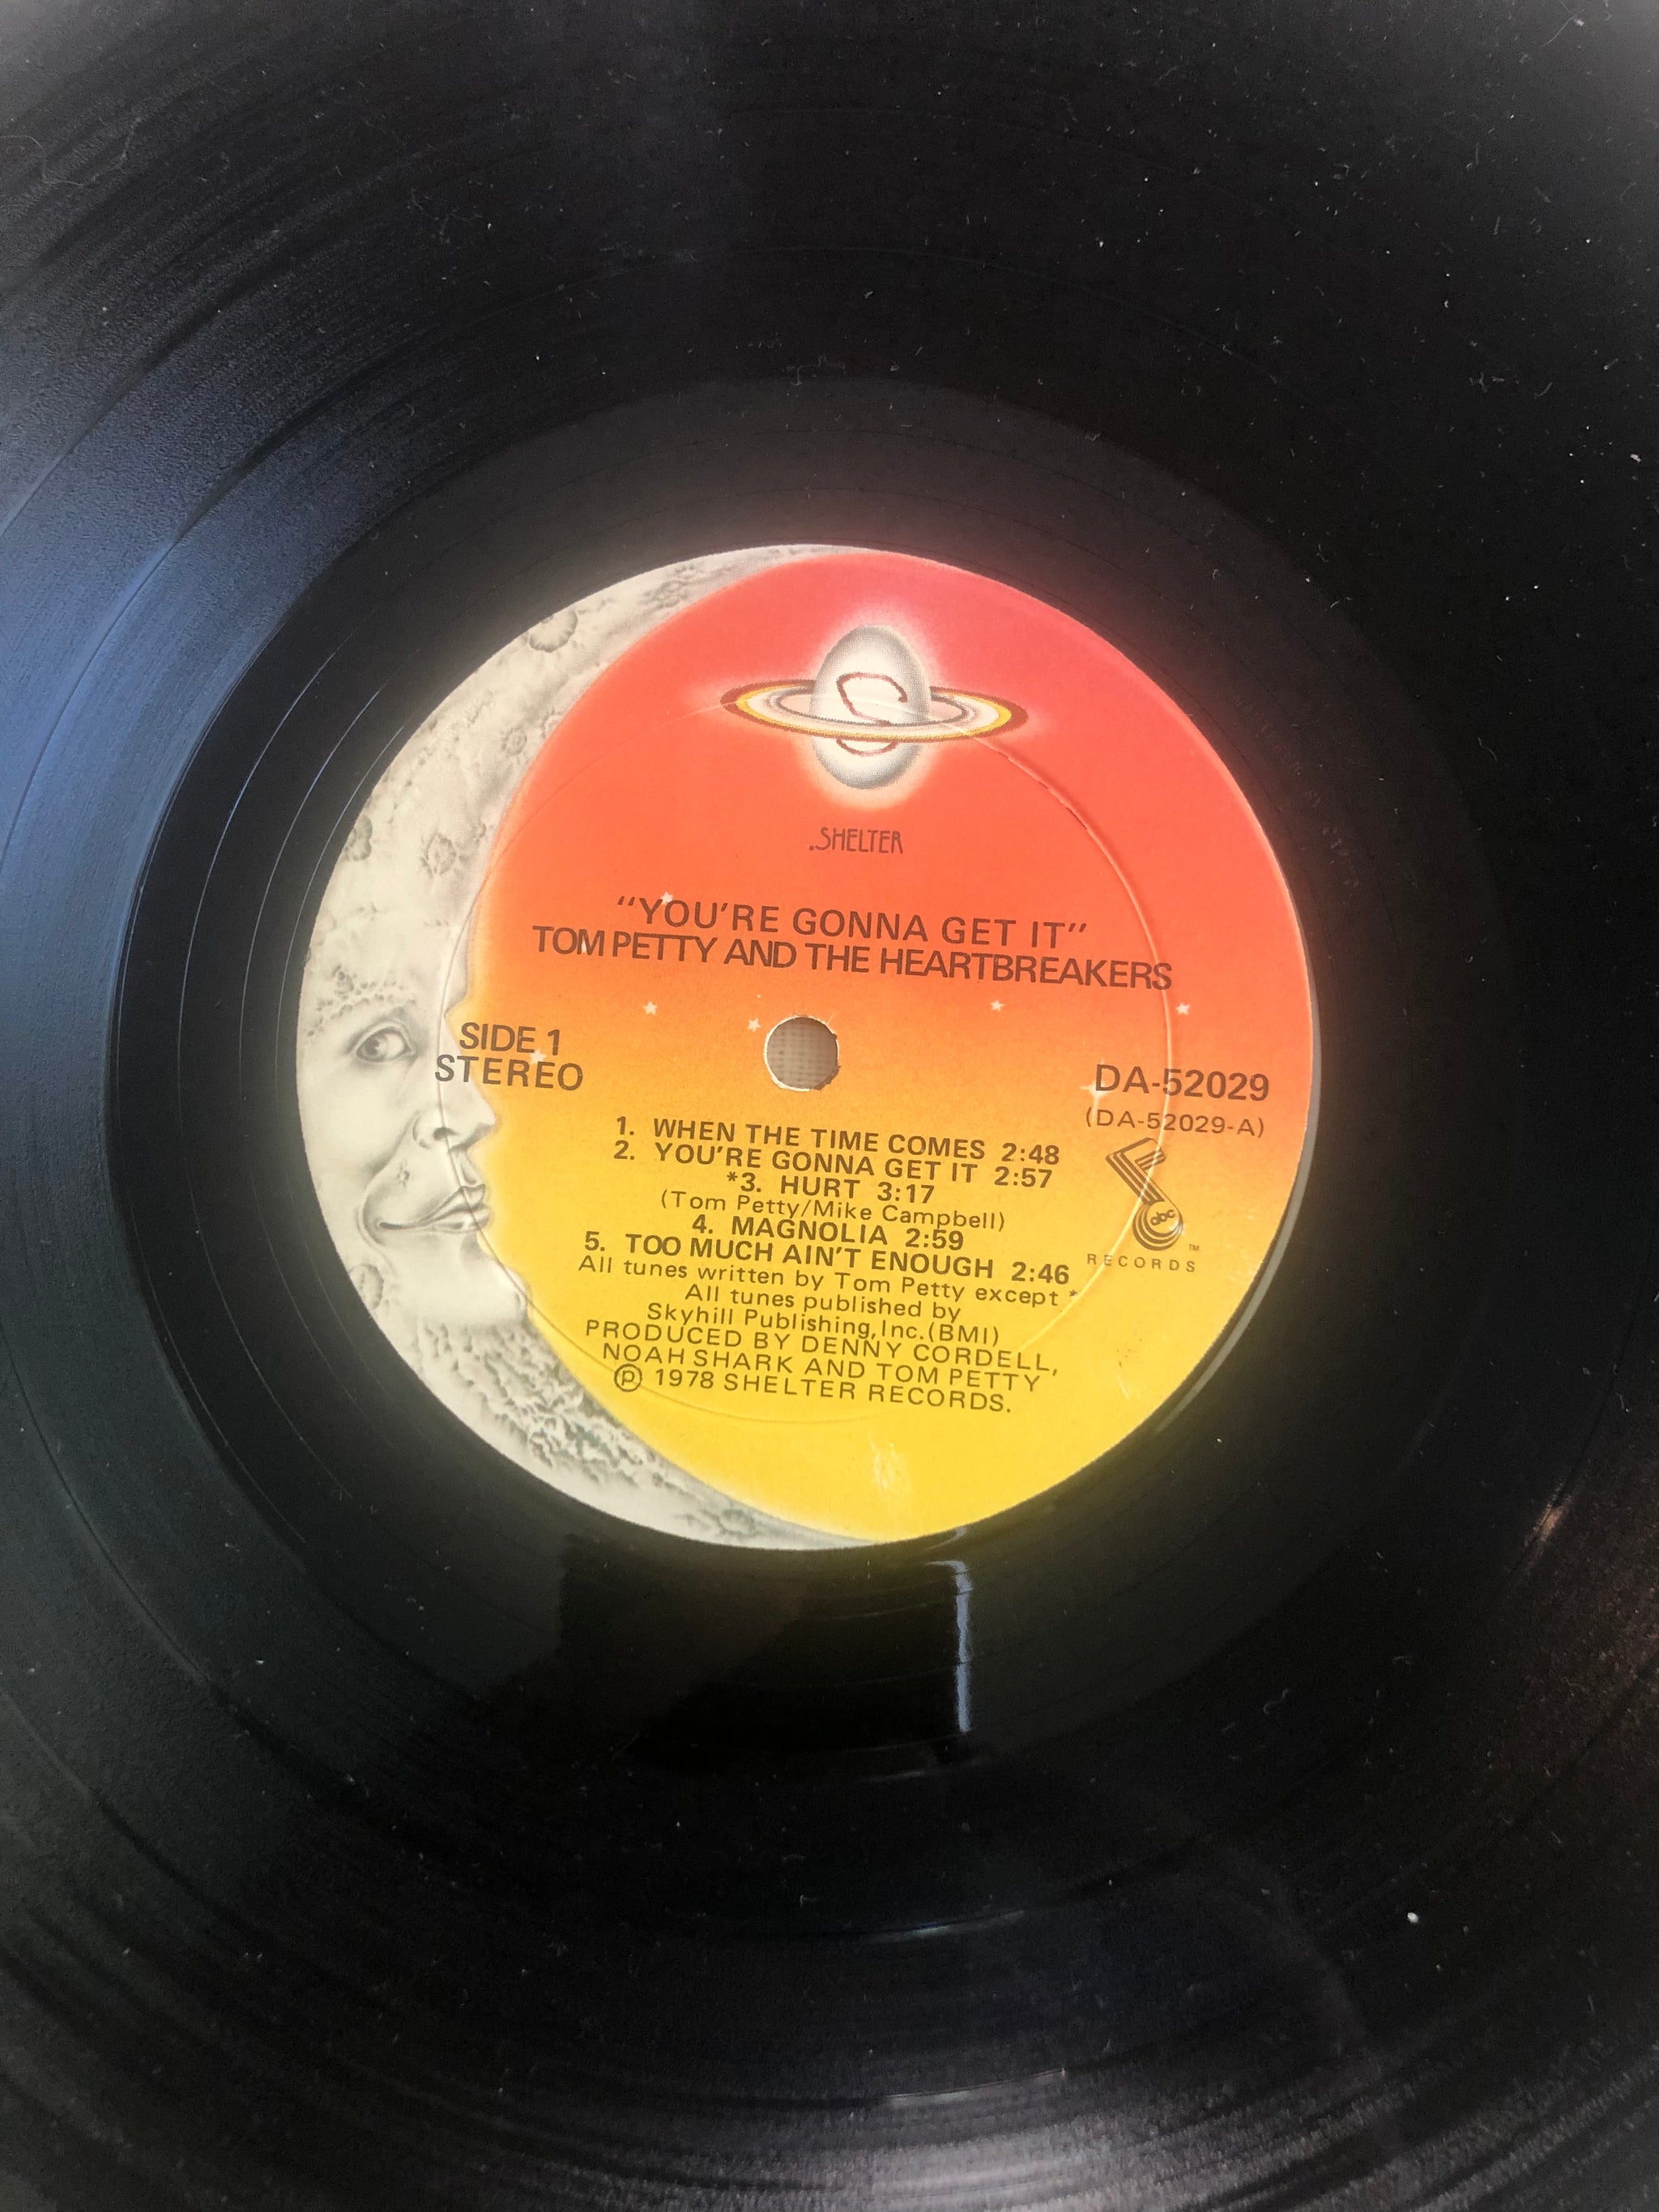 .SHELTER
“YOU’RE GONNA GET IT”
TOM PETTY AND THE HEARTBREAKERS
SIDE 1
STEREO
DA-52029
(DA-52029-A)
1. WHEN THE TIME COMES 2:48
2. YOU’RE GONNA GET IT 2:57
*3. HURT 3:17
(Tom Petty/Mike Campbell)
4. MAGNOLIA 2:59
5. TOO MUCH AIN’T ENOUGH 2:46
All tunes written by Tom Petty except *
All tunes published by
Skyhill Publishing,Inc.(BMI)
PRODUCED BY DENNY CORDELL,
NOAH SHARK AND TOM PETTY
℗ 1978 SHELTER RECORDS.
abc
™
RECORDS